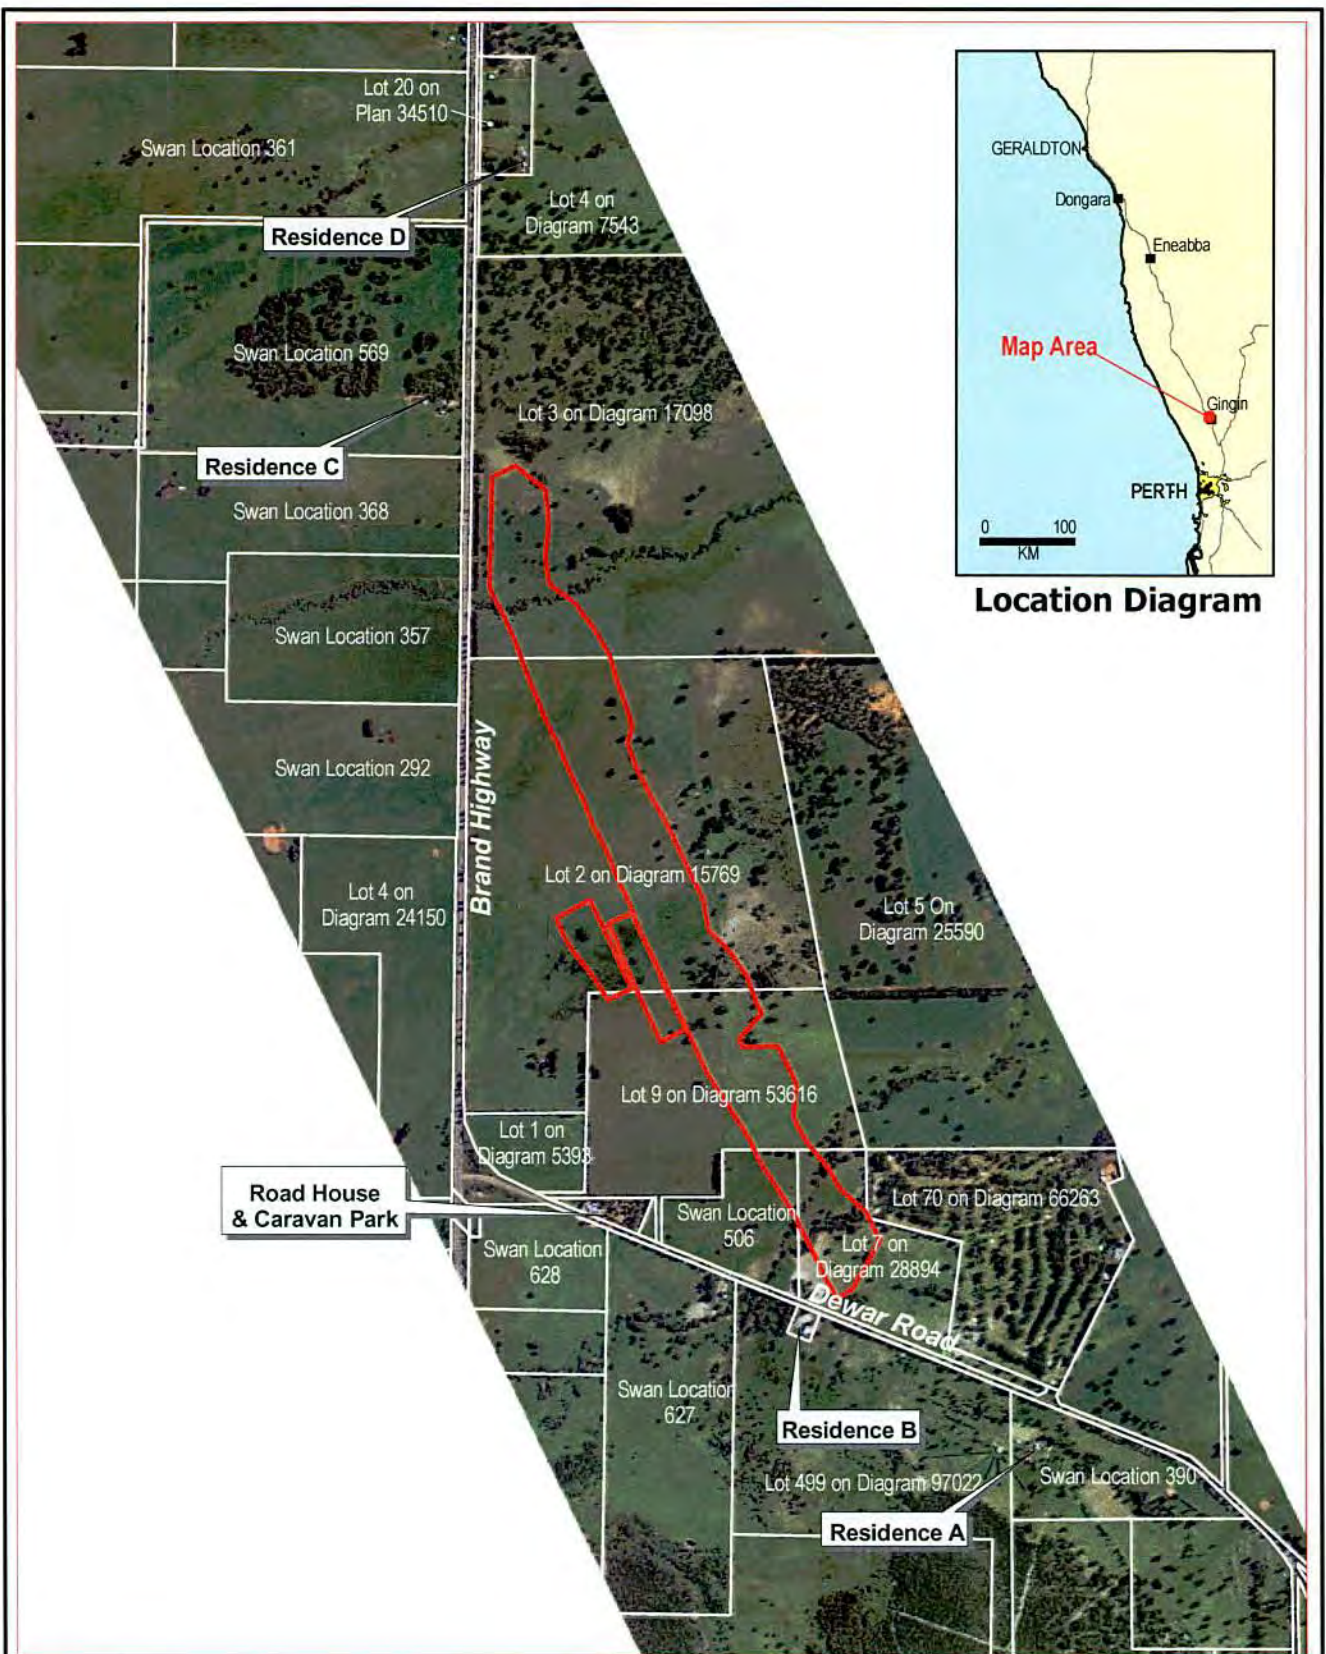 Lot 20 on
Plan 34510
Swan Location 361
Lot 4 on
Diagram 7543
Residence D
Swan Location 569
Lot 3 on Diagram 17098
Residence C
Swan Location 368
Swan Location 357
Swan Location 292
Brand Highway
Lot 2 on Diagram 15769
Lot 4 on
Diagram 24150
Lot 5 On
Diagram 25590
Lot 9 on Diagram 53616
Lot 1 on
Diagram 5393
Road House
& Caravan Park
Lot 70 on Diagram 66263
Swan Location
506
Swan Location
628
Lot 7 on
Diagram 28894
Dewar Road
Swan Location
627
Residence B
Lot 499 on Diagram 97022
Swan Location 390
Residence A
GERALDTON
Dongara
Eneabba
Map Area
Gingin
PERTH
0 100
KM
Location Diagram